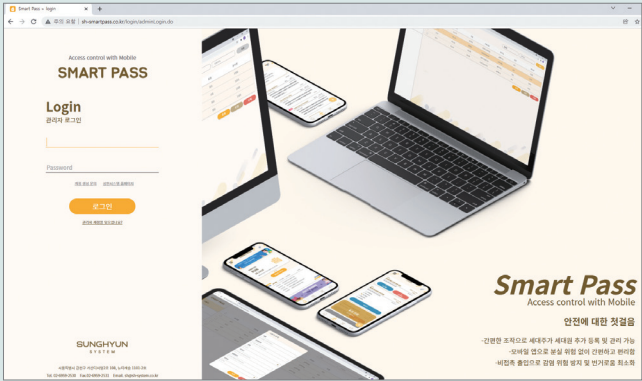 Smart Pass - login
주의 요함 | sh-smartpass.co.kr/login/adminLogin.do
Access control with Mobile
SMART PASS
Login
관리자 로그인
Password
로그인
SUNGHYUN
SYSTEM
Smart Pass
Access control with Mobile
안전에 대한 첫걸음
-간편한 조작으로 세대주가 세대원 추가 등록 및 관리 가능
-모바일 앱으로 분실 위험 없이 간편하고 편리함
-비접촉 출입으로 감염 위험 방지 및 번거로움 최소화